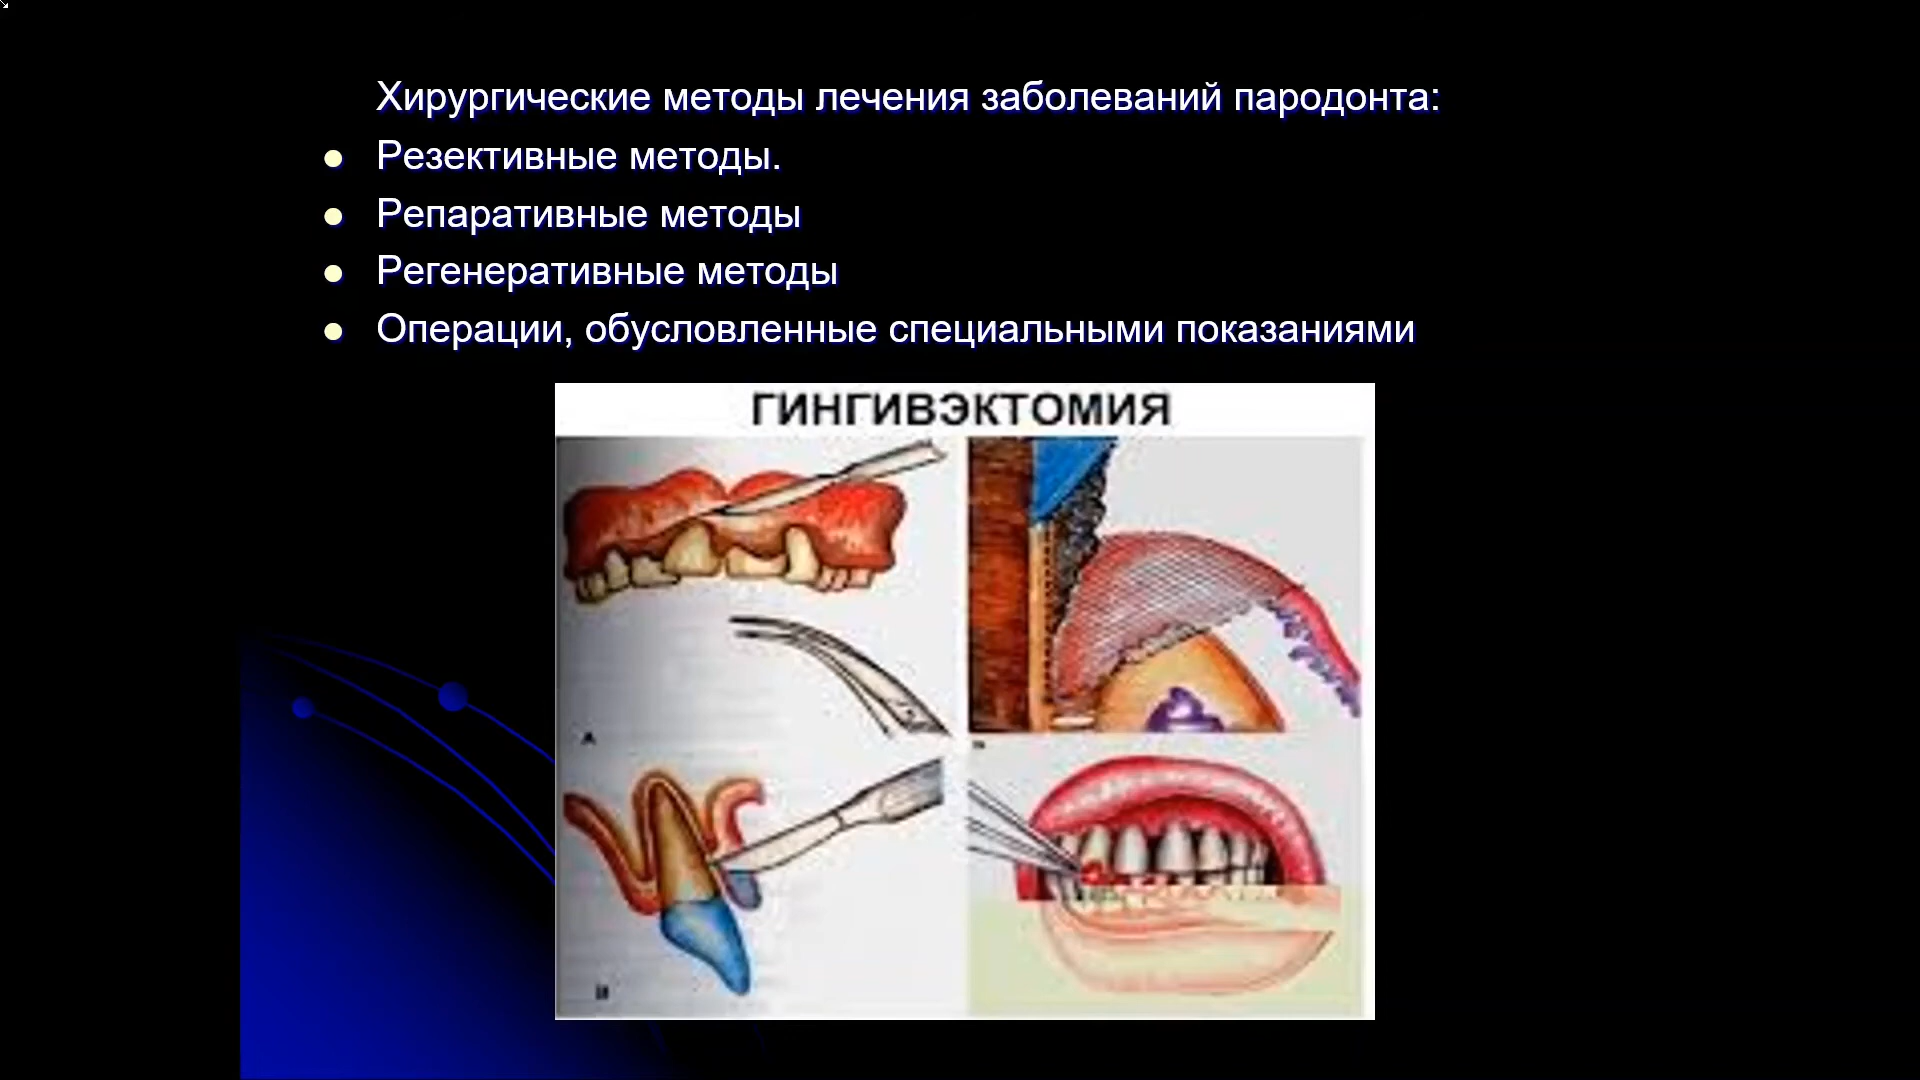 Хирургические методы лечения заболеваний пародонта:
Резективные методы.
Репаративные методы
Регенеративные методы
Операции, обусловленные специальными показаниями
ГИНГИВЭКТОМИЯ
А